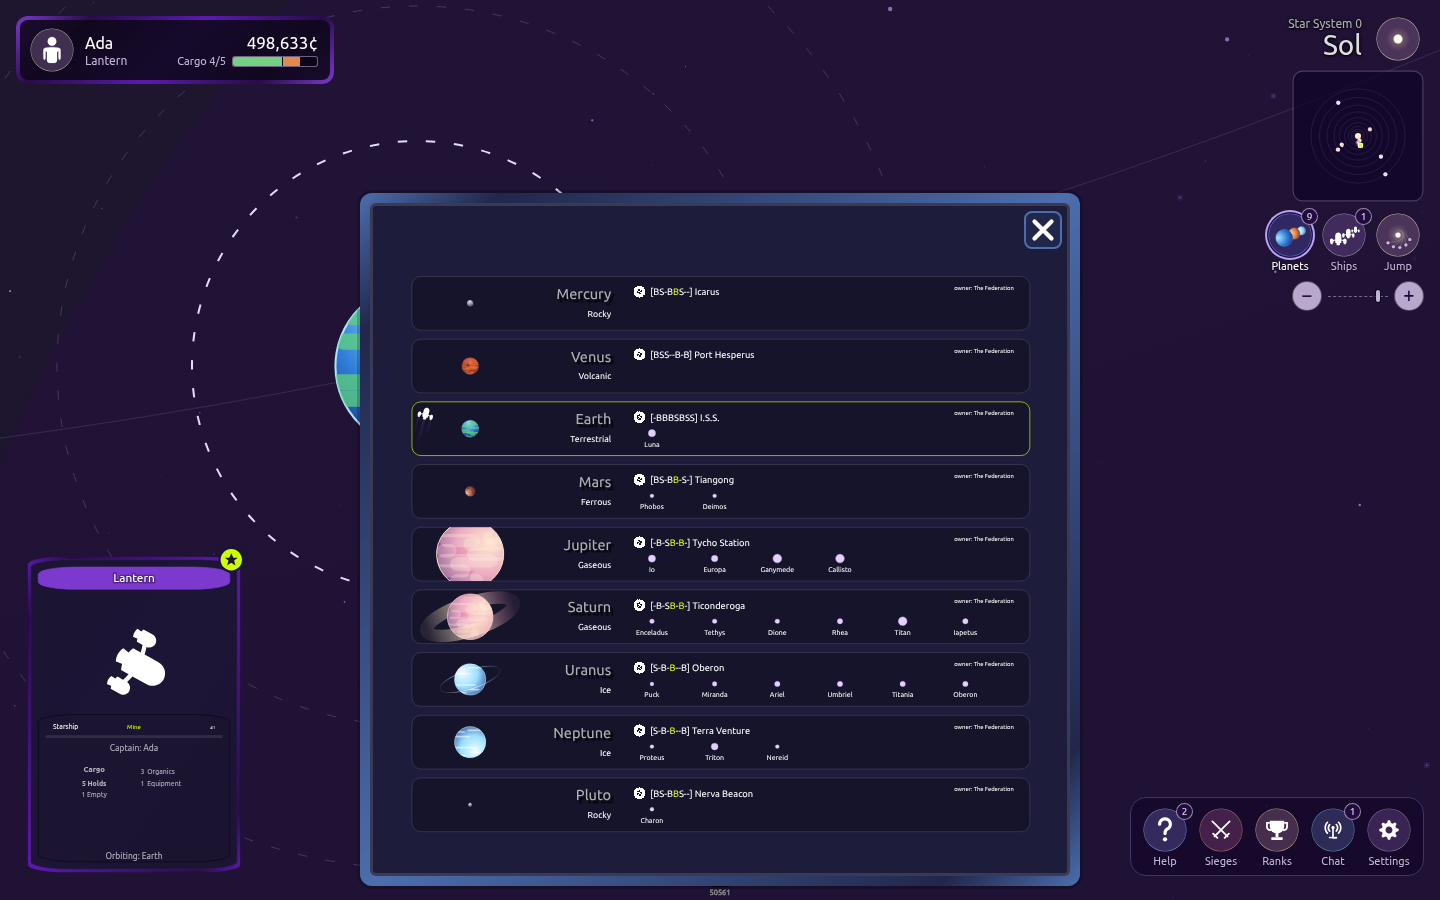 Ada
498,633¢
Lantern
Cargo 4/5
Star System 0
Sol
9
1
Planets
Ships
Jump
Mercury
Rocky
[BS-BBS--] Icarus
owner: The Federation
Venus
Volcanic
[BSS--B-B] Port Hesperus
owner: The Federation
Earth
Terrestrial
[-BBBSBSS] I.S.S.
owner: The Federation
Luna
Mars
Ferrous
[BS-BB-S-] Tiangong
owner: The Federation
Phobos
Deimos
Jupiter
Gaseous
[-B-SB-B-] Tycho Station
owner: The Federation
Io
Europa
Ganymede
Callisto
Saturn
Gaseous
[-B-SB-B-] Ticonderoga
owner: The Federation
Enceladus
Tethys
Dione
Rhea
Titan
Iapetus
Uranus
Ice
[S-B-B--B] Oberon
owner: The Federation
Puck
Miranda
Ariel
Umbriel
Titania
Oberon
Neptune
Ice
[S-B-B--B] Terra Venture
owner: The Federation
Proteus
Triton
Nereid
Pluto
Rocky
[BS-BBS--] Nerva Beacon
owner: The Federation
Charon
Lantern
Starship
Mine
#1
Captain: Ada
Cargo
5 Holds
1 Empty
3 Organics
1 Equipment
Orbiting: Earth
2
1
Help
Sieges
Ranks
Chat
Settings
50561